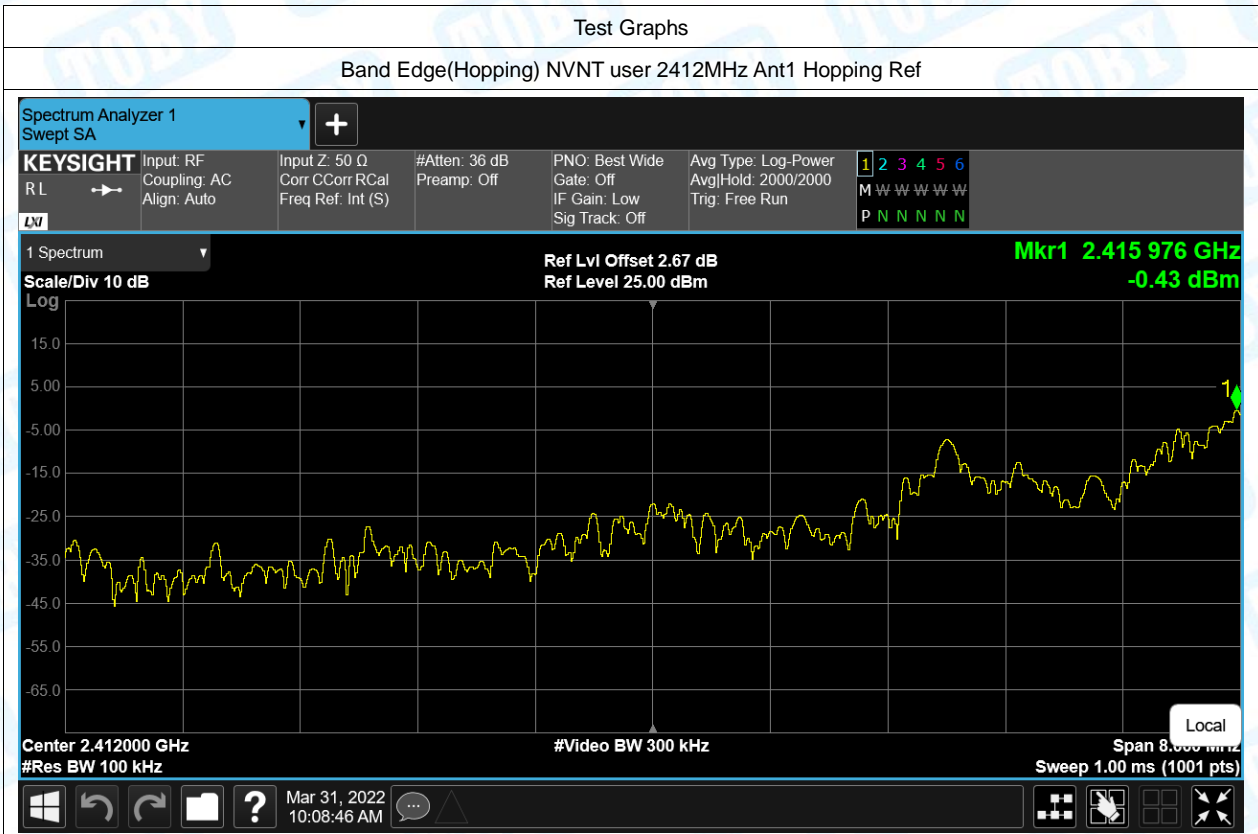 Test Graphs
Band Edge(Hopping) NVNT user 2412MHz Ant1 Hopping Ref
Spectrum Analyzer 1
Swept SA
KEYSIGHT
R L
LXI
Input: RF
Coupling: AC
Align: Auto
Input Z: 50 Ω
Corr CCorr RCal
Freq Ref: Int (S)
#Atten: 36 dB
Preamp: Off
PNO: Best Wide
Gate: Off
IF Gain: Low
Sig Track: Off
Avg Type: Log-Power
Avg|Hold: 2000/2000
Trig: Free Run
1 2 3 4 5 6
M W W W W W
P N N N N N
1 Spectrum
Scale/Div 10 dB
Ref Lvl Offset 2.67 dB
Ref Level 25.00 dBm
Mkr1 2.415 976 GHz
-0.43 dBm
Log
15.0
5.00
-5.00
-15.0
-25.0
-35.0
-45.0
-55.0
-65.0
1
Local
Center 2.412000 GHz
#Video BW 300 kHz
Span 8.000 MHz
#Res BW 100 kHz
Sweep 1.00 ms (1001 pts)
?
Mar 31, 2022
10:08:46 AM
TOBY